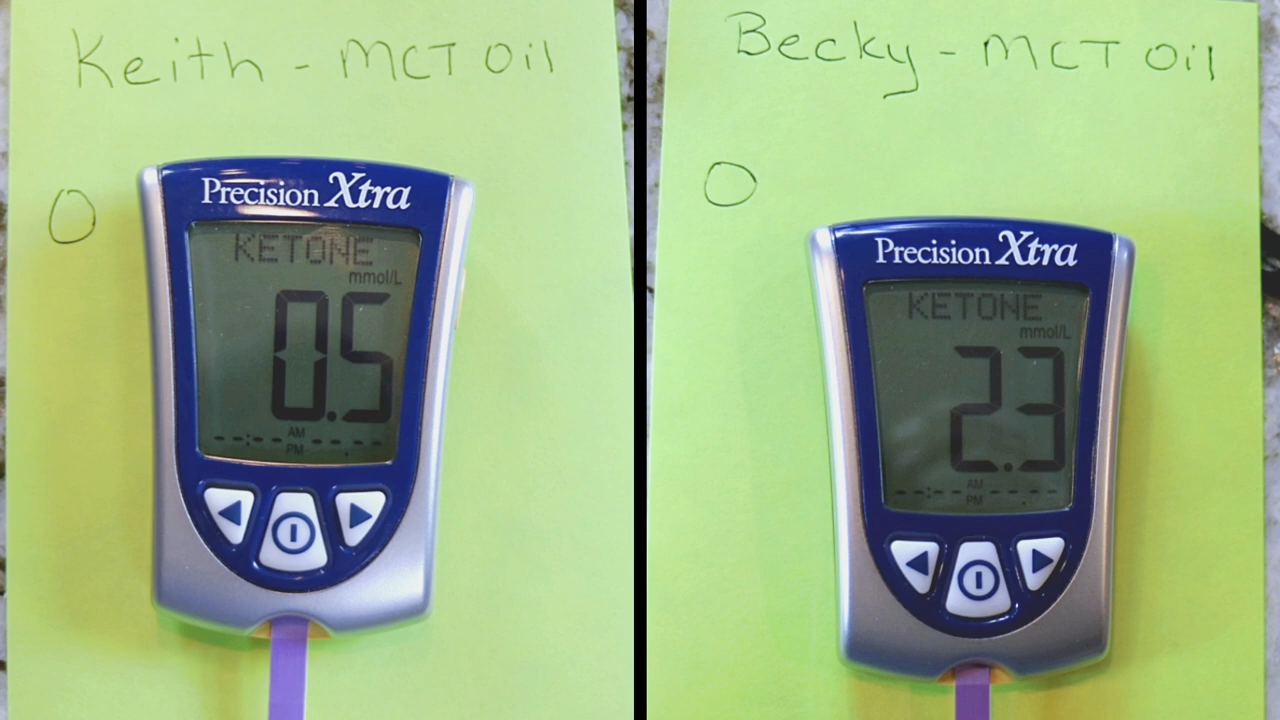 Keith - MCT Oil
0
Precision Xtra
KETONE
mmol/L
0.5
AM
PM
Becky - MCT Oil
0
Precision Xtra
KETONE
mmol/L
2.3
AM
PM